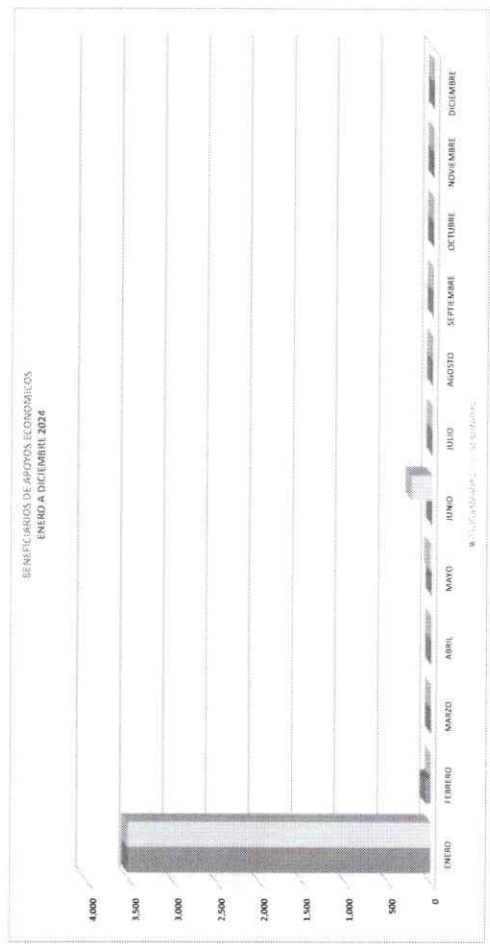 BENEFICIARIOS DE APOYOS ECONOMICOS
ENERO A DICIEMBRE 2024
4,000
3,500
3,000
2,500
2,000
1,500
1,000
500
0
ENERO
FEBRERO
MARZO
ABRIL
MAYO
JUNIO
JULIO
AGOSTO
SEPTIEMBRE
OCTUBRE
NOVIEMBRE
DICIEMBRE